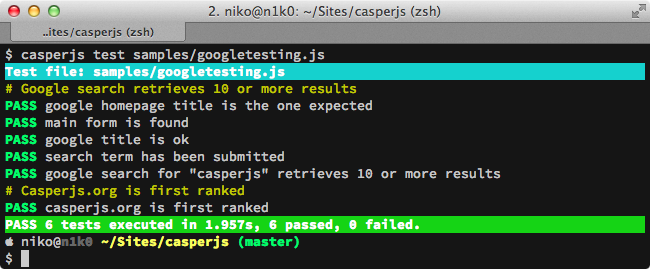 2. niko@n1k0: ~/Sites/casperjs (zsh)
..ites/casperjs (zsh)
$ casperjs test samples/googletesting.js
Test file: samples/googletesting.js
# Google search retrieves 10 or more results
PASS google homepage title is the one expected
PASS main form is found
PASS google title is ok
PASS search term has been submitted
PASS google search for "casperjs" retrieves 10 or more results
# Casperjs.org is first ranked
PASS casperjs.org is first ranked
PASS 6 tests executed in 1.957s, 6 passed, 0 failed.
niko@n1k0 ~/Sites/casperjs (master)
$